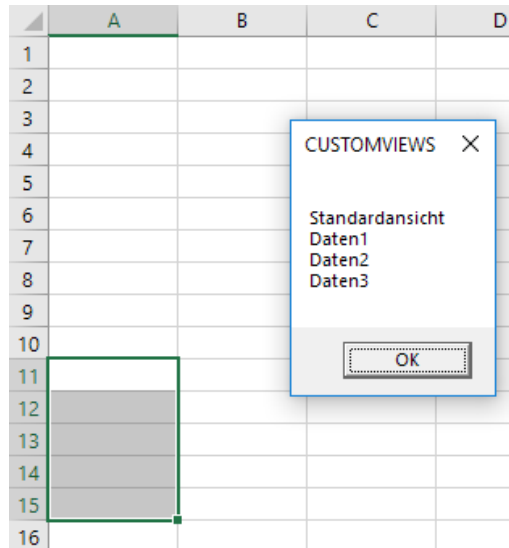 A B C D
1
2
3
CUSTOMVIEWS
4
5
6
Standardansicht
7
Daten1
Daten2
8
Daten3
9
10
OK
11
12
13
14
15
16